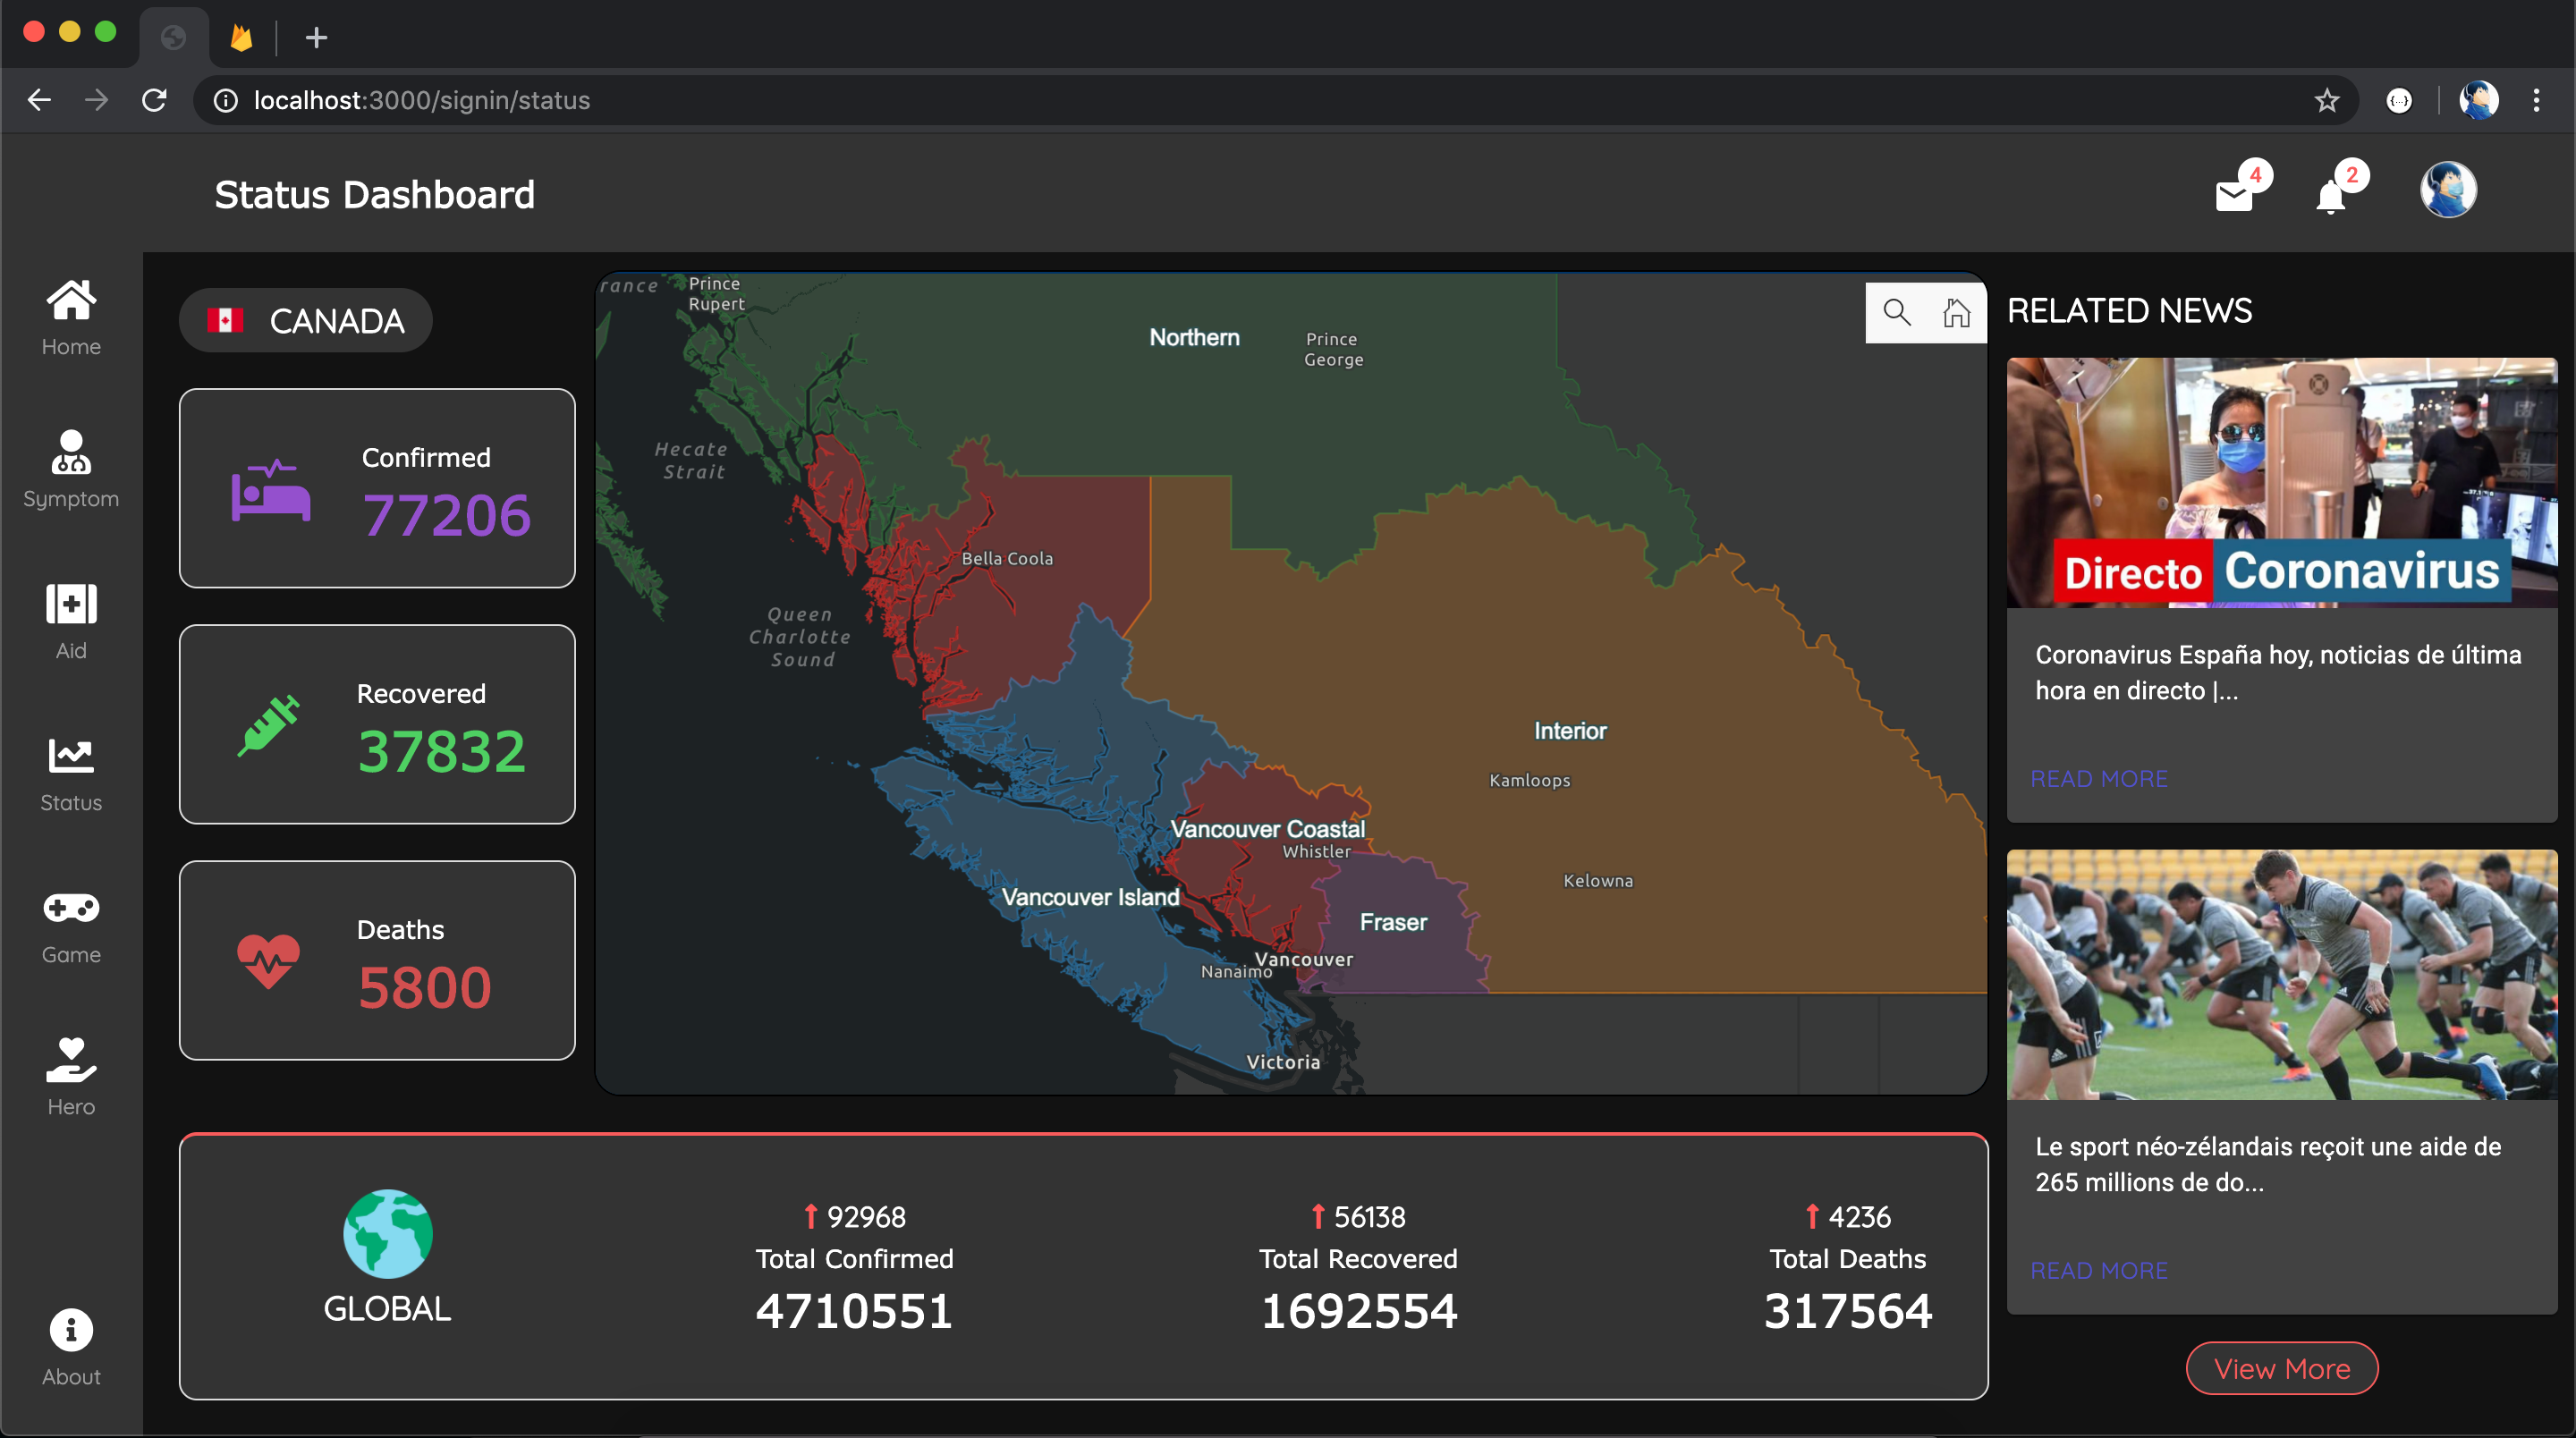 localhost:3000/signin/status
Status Dashboard
4
2
Home
Symptom
Aid
Status
Game
Hero
About
CANADA
Confirmed
77206
Recovered
37832
Deaths
5800
rance
Prince
Rupert
Northern
Prince
George
Hecate
Strait
Bella Coola
Queen
Charlotte
Sound
Interior
Kamloops
Vancouver Coastal
Whistler
Kelowna
Vancouver Island
Fraser
Vancouver
Nanaimo
Victoria
RELATED NEWS
Directo Coronavirus
Coronavirus España hoy, noticias de última
hora en directo |...
READ MORE
Le sport néo-zélandais reçoit une aide de
265 millions de do...
READ MORE
View More
GLOBAL
92968
Total Confirmed
4710551
56138
Total Recovered
1692554
4236
Total Deaths
317564